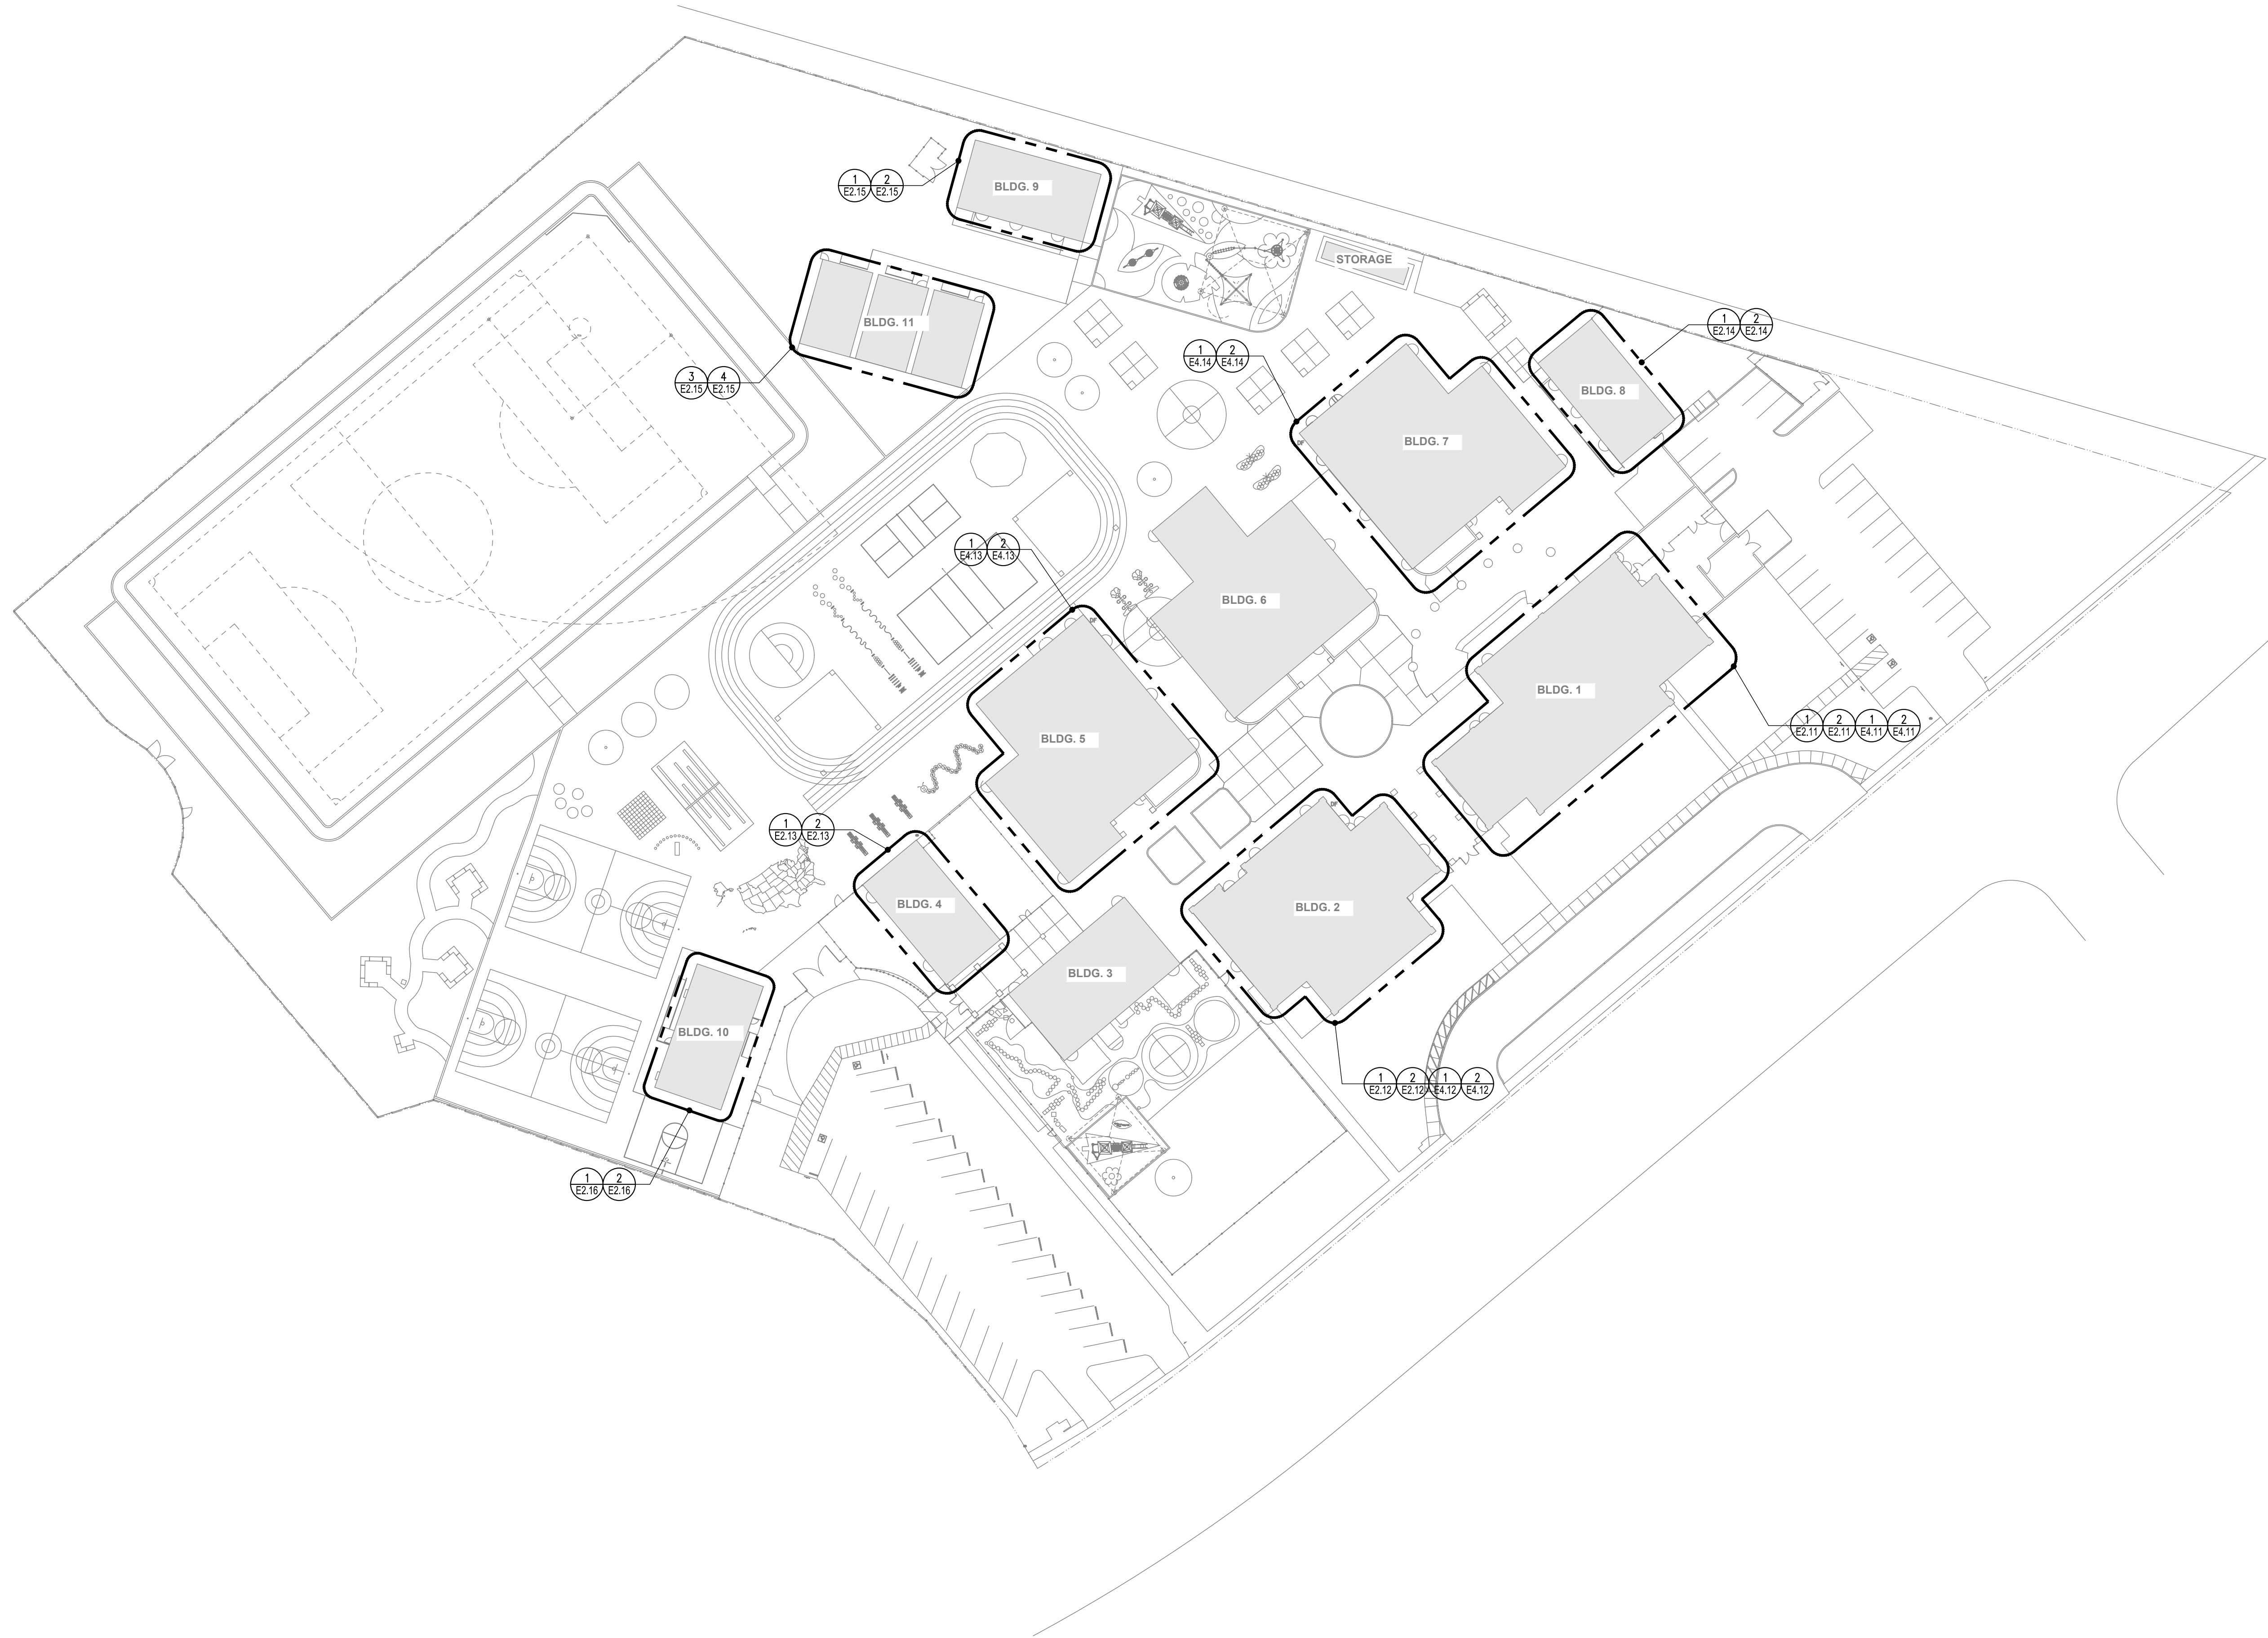 BLDG. 9
1 2
E2.15 E2.15
STORAGE
BLDG. 11
1 2
E2.14 E2.14
1 2
E4.14 E4.14
3 4
E2.15 E2.15
BLDG. 8
BLDG. 7
DF
1 2
E4.13 E4.13
BLDG. 6
DF
BLDG. 1
1 2 1 2
E2.11 E2.11 E4.11 E4.11
BLDG. 5
DF
1 2
E2.13 E2.13
BLDG. 4
BLDG. 2
BLDG. 3
BLDG. 10
1 2 1 2
E2.12 E2.12 E4.12 E4.12
1 2
E2.16 E2.16